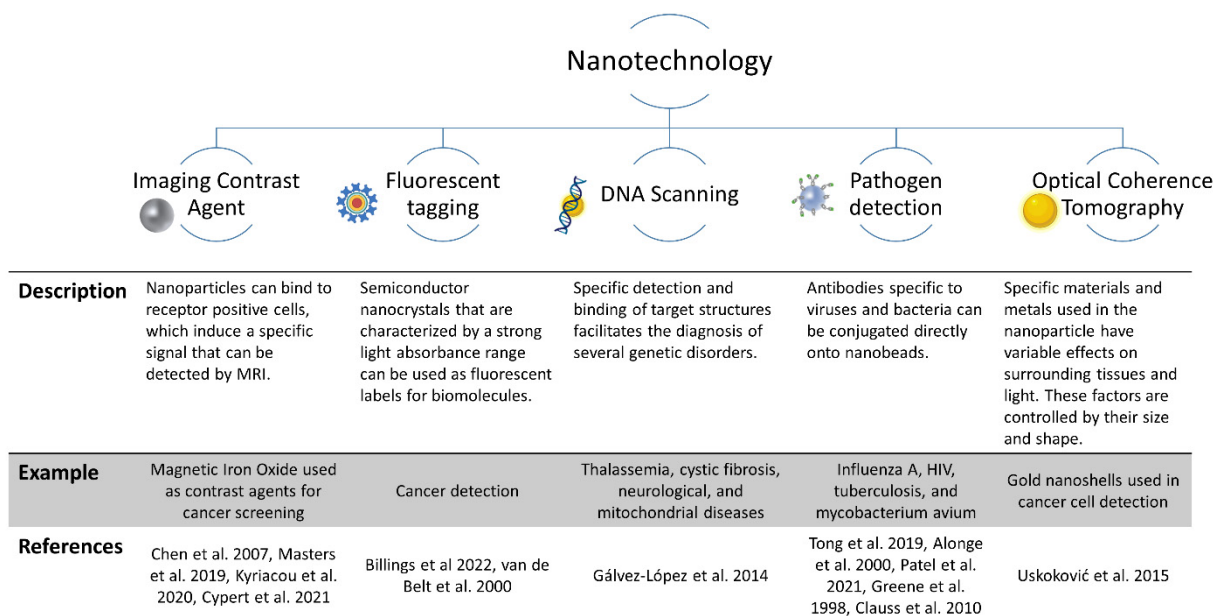 Nanotechnology
Imaging Contrast
Agent
Fluorescent
tagging
DNA Scanning
Pathogen
detection
Optical Coherence
Tomography
Description
Nanoparticles can bind to
receptor positive cells,
which induce a specific
signal that can be
detected by MRI.
Semiconductor
nanocrystals that are
characterized by a strong
light absorbance range
can be used as fluorescent
labels for biomolecules.
Specific detection and
binding of target structures
facilitates the diagnosis of
several genetic disorders.
Antibodies specific to
viruses and bacteria can
be conjugated directly
onto nanobeads.
Specific materials and
metals used in the
nanoparticle have
variable effects on
surrounding tissues and
light. These factors are
controlled by their size
and shape.
Example
Magnetic Iron Oxide used
as contrast agents for
cancer screening
Cancer detection
Thalassemia, cystic fibrosis,
neurological, and
mitochondrial diseases
Influenza A, HIV,
tuberculosis, and
mycobacterium avium
Gold nanoshells used in
cancer cell detection
References
Chen et al. 2007, Masters
et al. 2019, Kyriacou et al.
2020, Cypert et al. 2021
Billings et al 2022, van de
Belt et al. 2000
Gálvez-López et al. 2014
Tong et al. 2019, Alonge et
al. 2000, Patel et al.
2021, Greene et al.
1998, Clauss et al. 2010
Uskoković et al. 2015